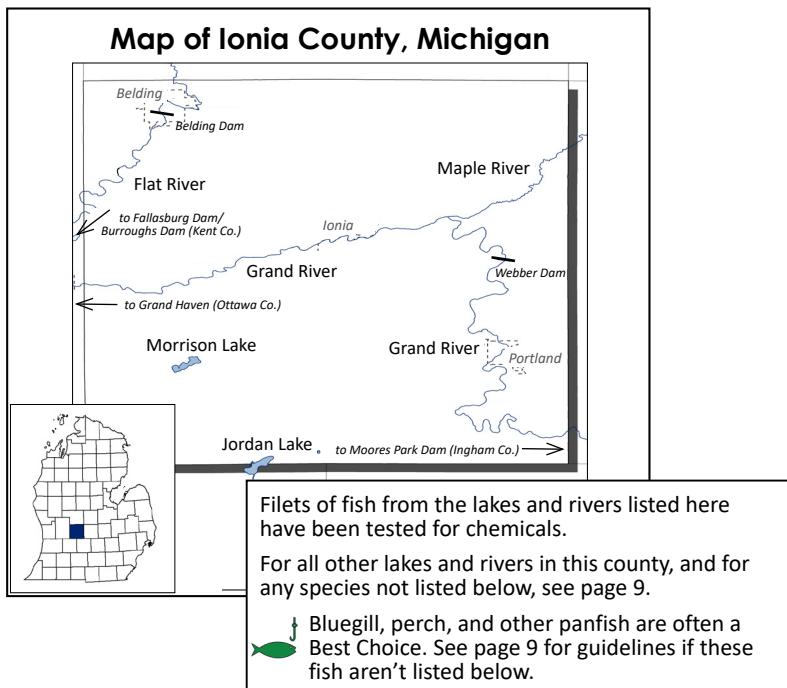 Map of Ionia County, Michigan
Belding
Belding Dam
Maple River
Flat River
to Fallasburg Dam/
Burroughs Dam (Kent Co.)
Ionia
Grand River
Webber Dam
to Grand Haven (Ottawa Co.)
Morrison Lake
Grand River
Portland
Jordan Lake
to Moores Park Dam (Ingham Co.)
Filets of fish from the lakes and rivers listed here
have been tested for chemicals.
For all other lakes and rivers in this county, and for
any species not listed below, see page 9.
Bluegill, perch, and other panfish are often a
Best Choice. See page 9 for guidelines if these
fish aren’t listed below.